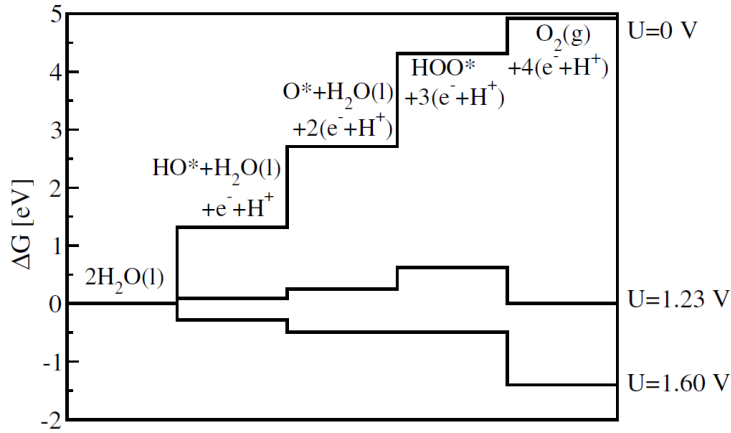 5
4
3
2
1
0
-1
-2
ΔG [eV]
2H₂O(l)
HO*+H₂O(l)
+e⁻+H⁺
O*+H₂O(l)
+2(e⁻+H⁺)
HOO*
+3(e⁻+H⁺)
O₂(g)
+4(e⁻+H⁺)
U=0 V
U=1.23 V
U=1.60 V